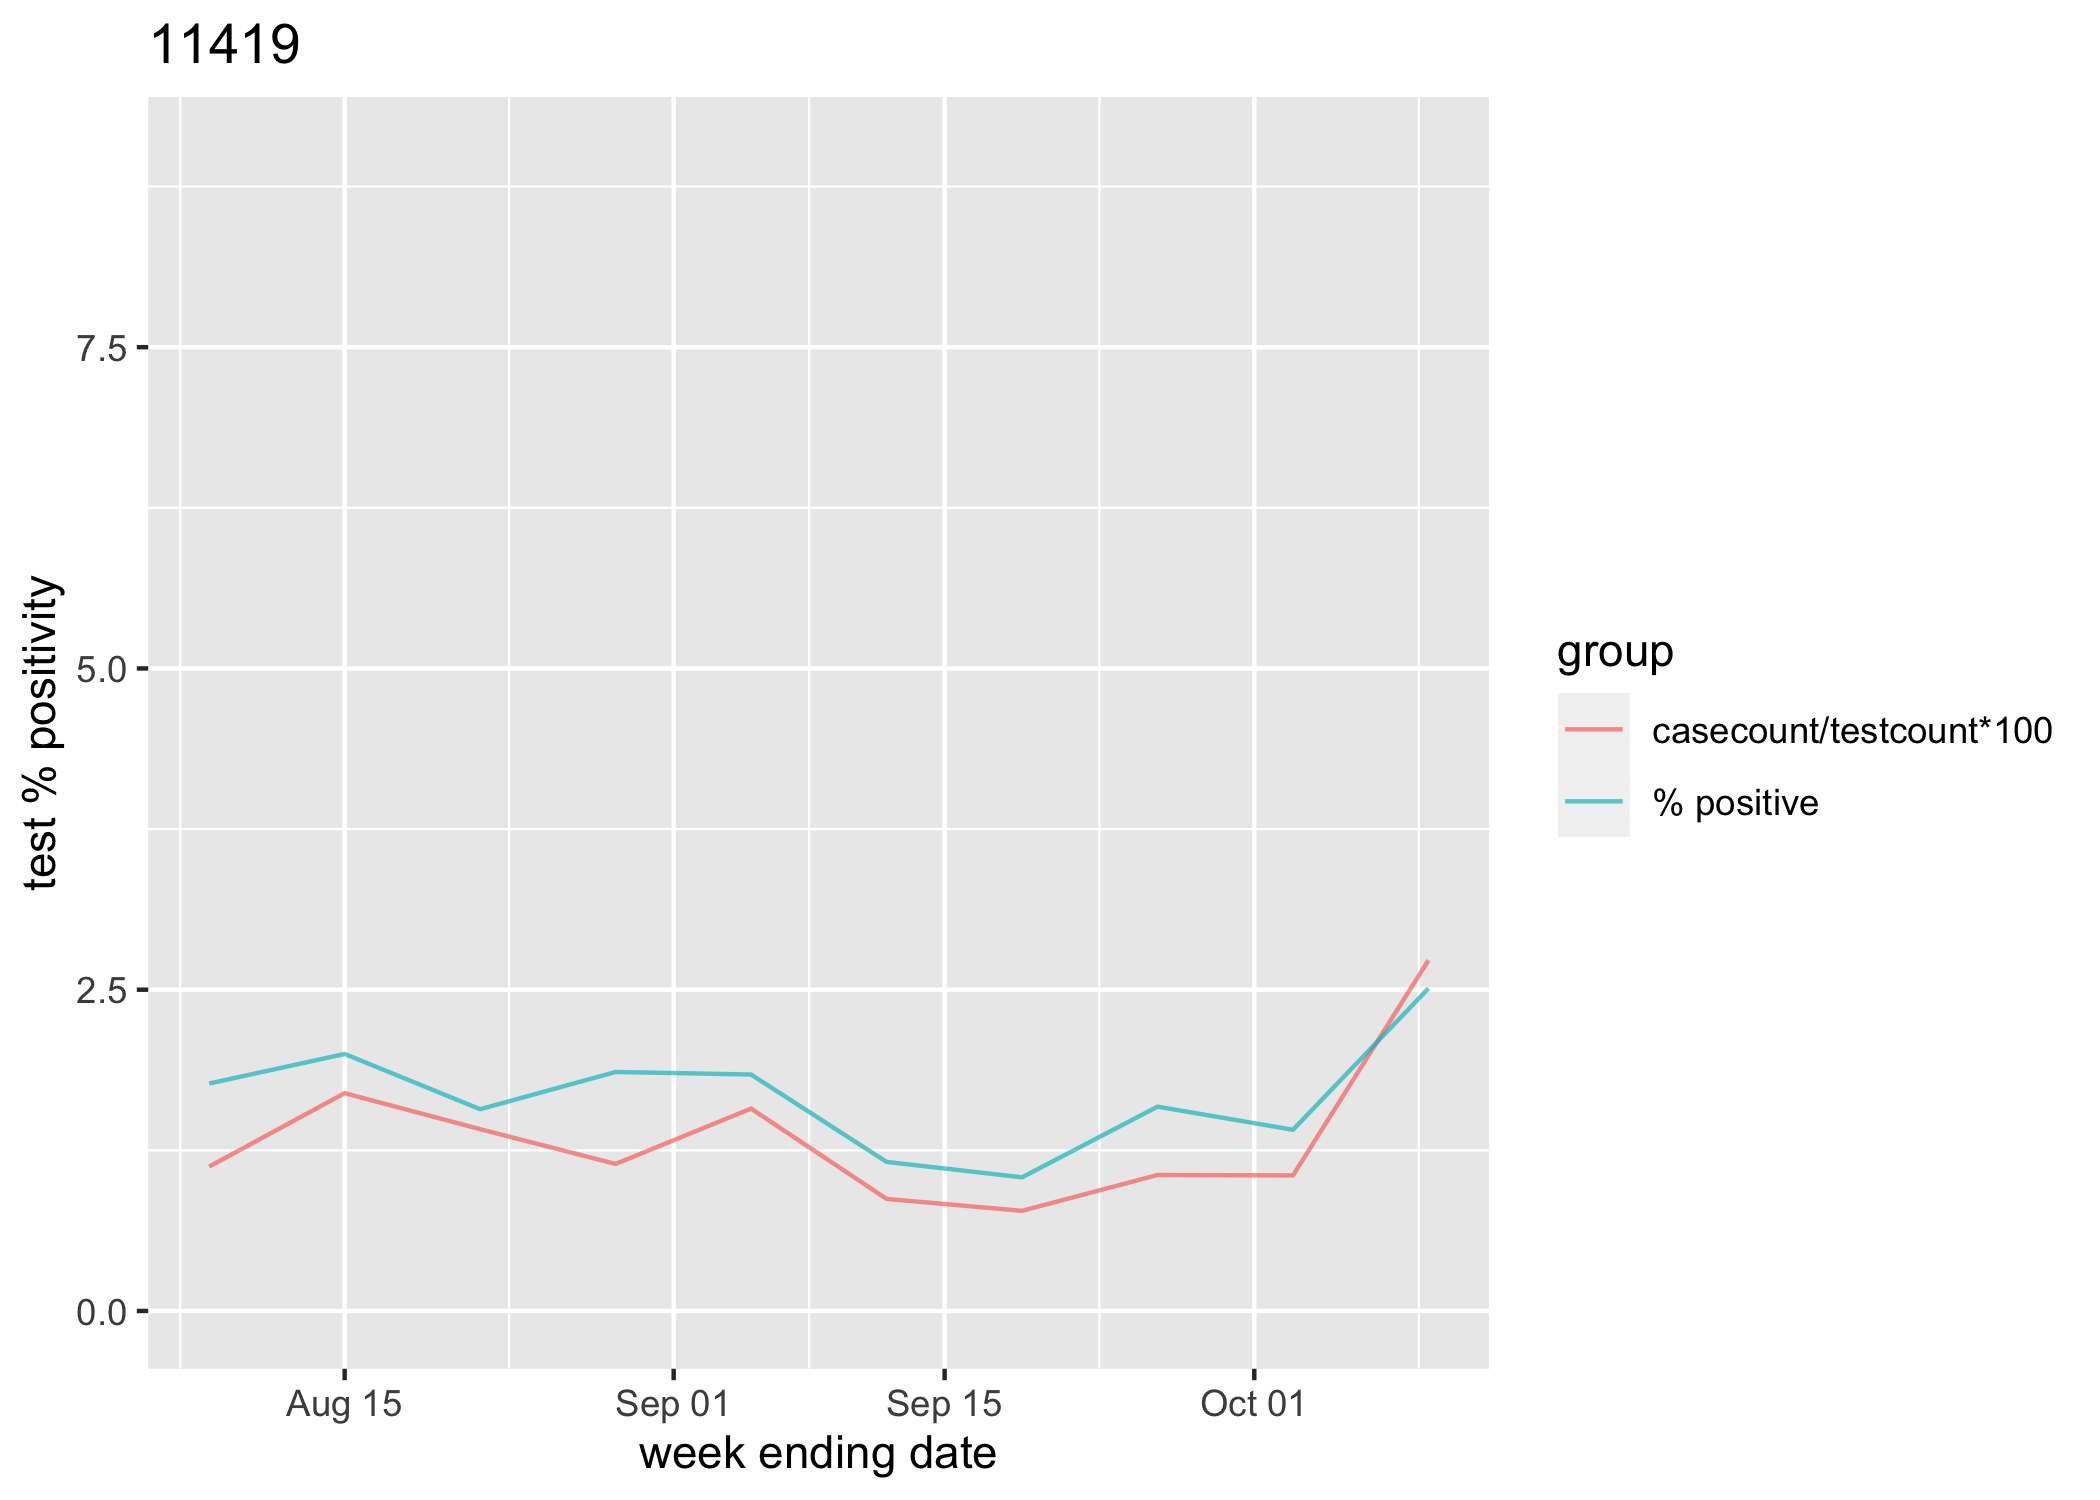 11419
test % positivity
7.5
5.0
2.5
0.0
Aug 15
Sep 01
Sep 15
Oct 01
week ending date
group
casecount/testcount*100
% positive